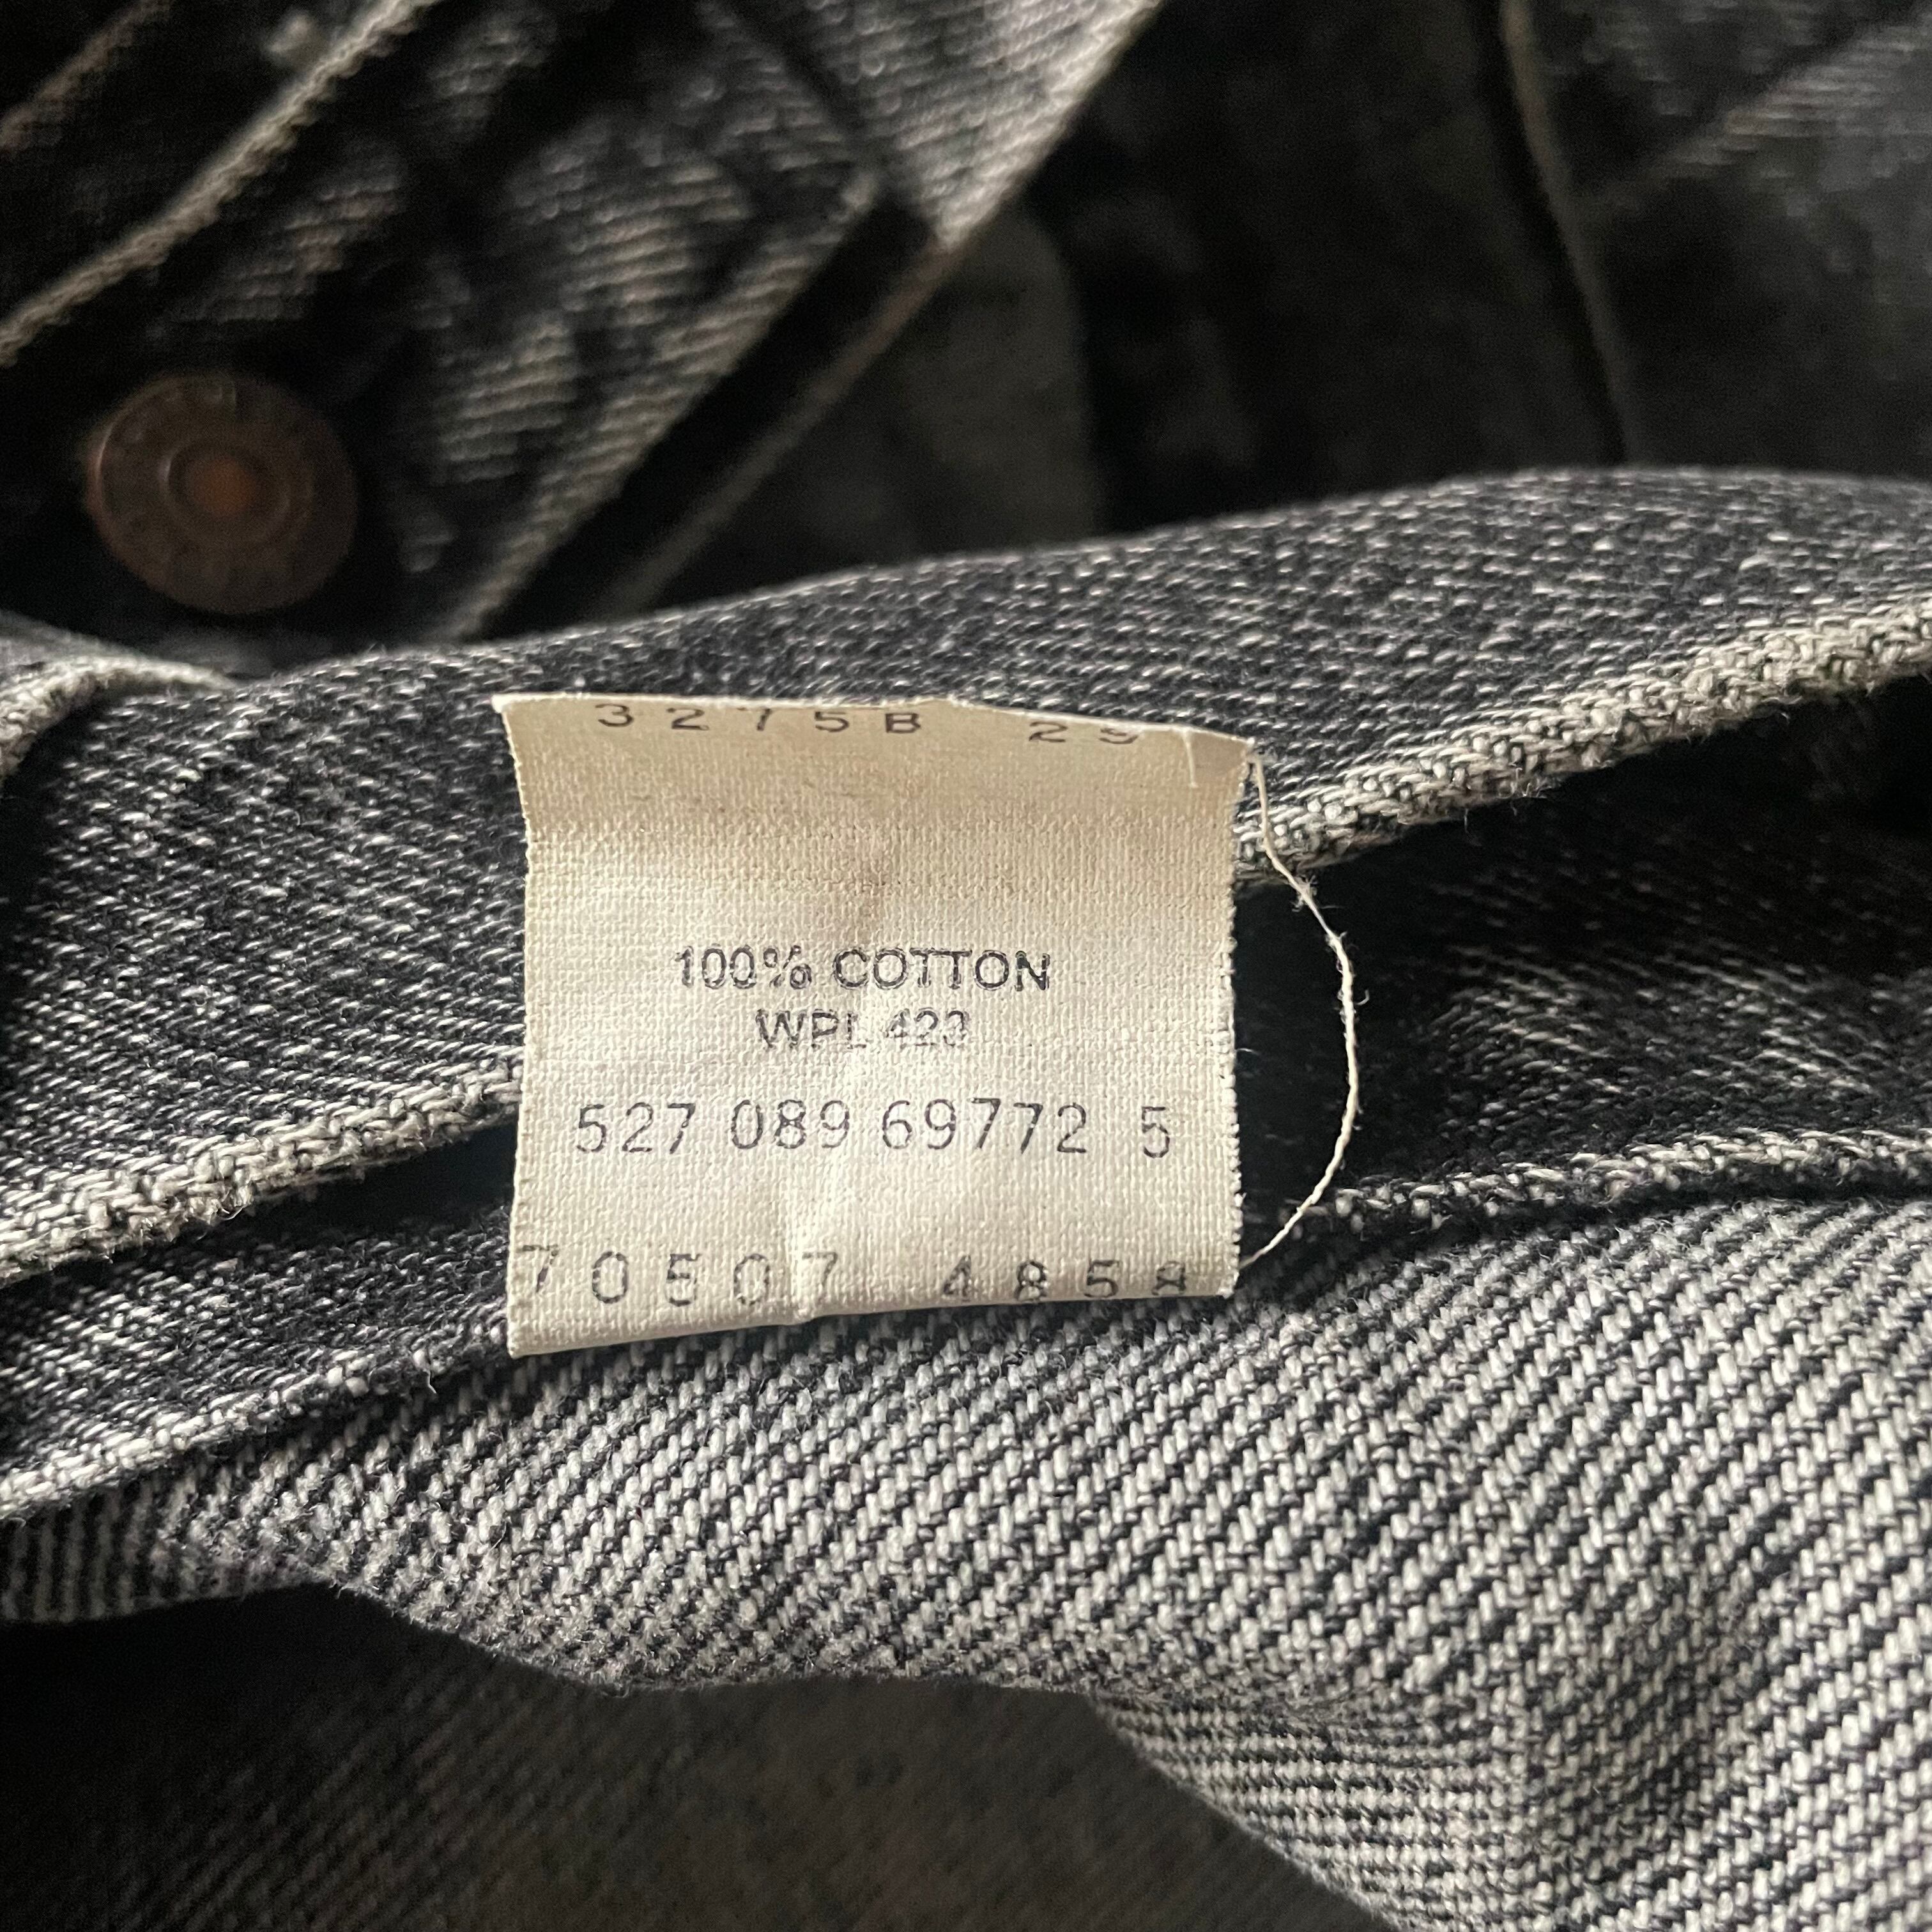 3275B 29
100% COTTON
WPL 423
527 089 69772 5
70507 4858